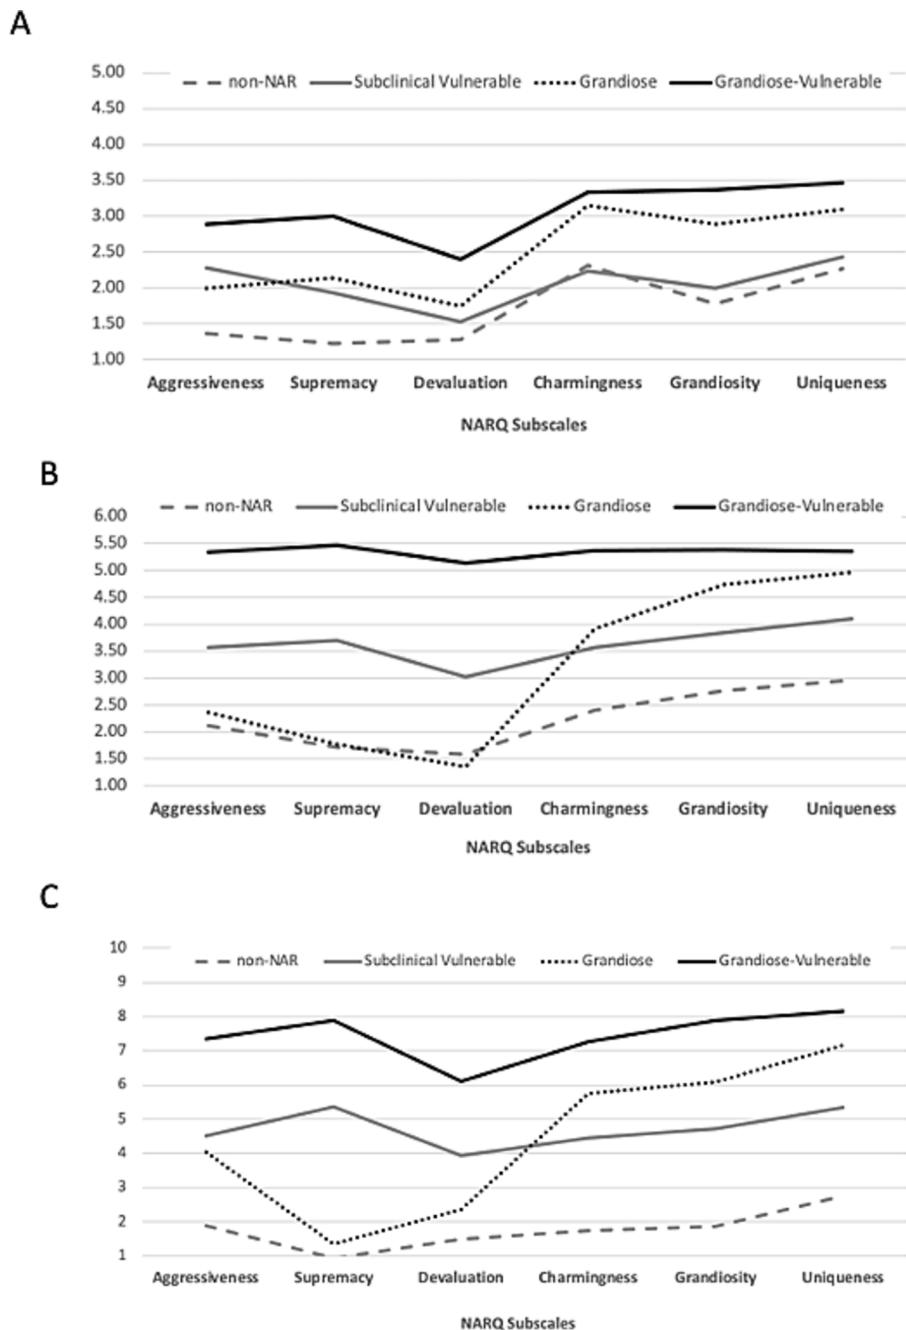 A
5.00
non-NAR Subclinical Vulnerable Grandiose Grandiose-Vulnerable
4.50
4.00
3.50
3.00
2.50
2.00
1.50
1.00
Aggressiveness Supremacy Devaluation Charmingness Grandiosity Uniqueness
NARQ Subscales
B
non-NAR Subclinical Vulnerable Grandiose Grandiose-Vulnerable
6.00
5.50
5.00
4.50
4.00
3.50
3.00
2.50
2.00
1.50
1.00
Aggressiveness Supremacy Devaluation Charmingness Grandiosity Uniqueness
NARQ Subscales
C
10
non-NAR Subclinical Vulnerable Grandiose Grandiose-Vulnerable
9
8
7
6
5
4
3
2
1
Aggressiveness Supremacy Devaluation Charmingness Grandiosity Uniqueness
NARQ Subscales